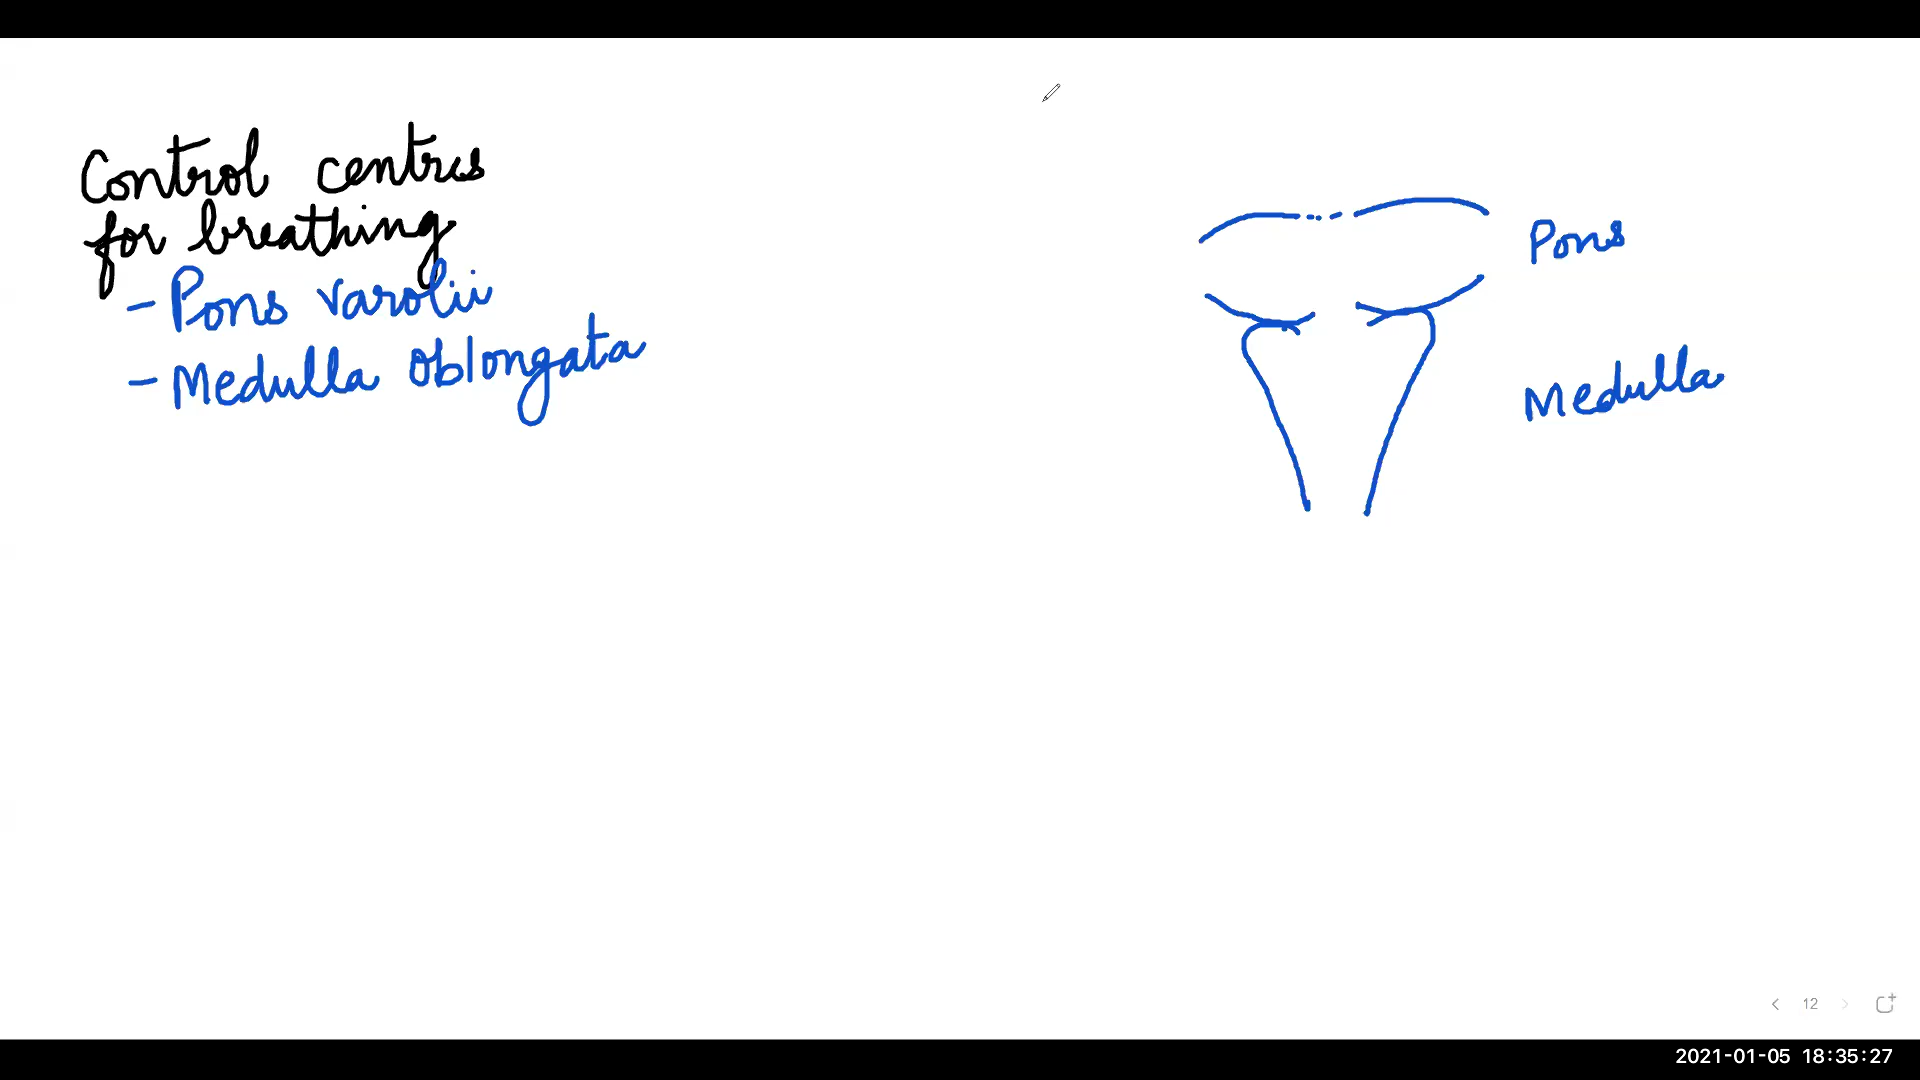 Control centres
for breathing
- Pons varolii
- Medulla Oblongata
Pons
Medulla
12
2021-01-05 18:35:27